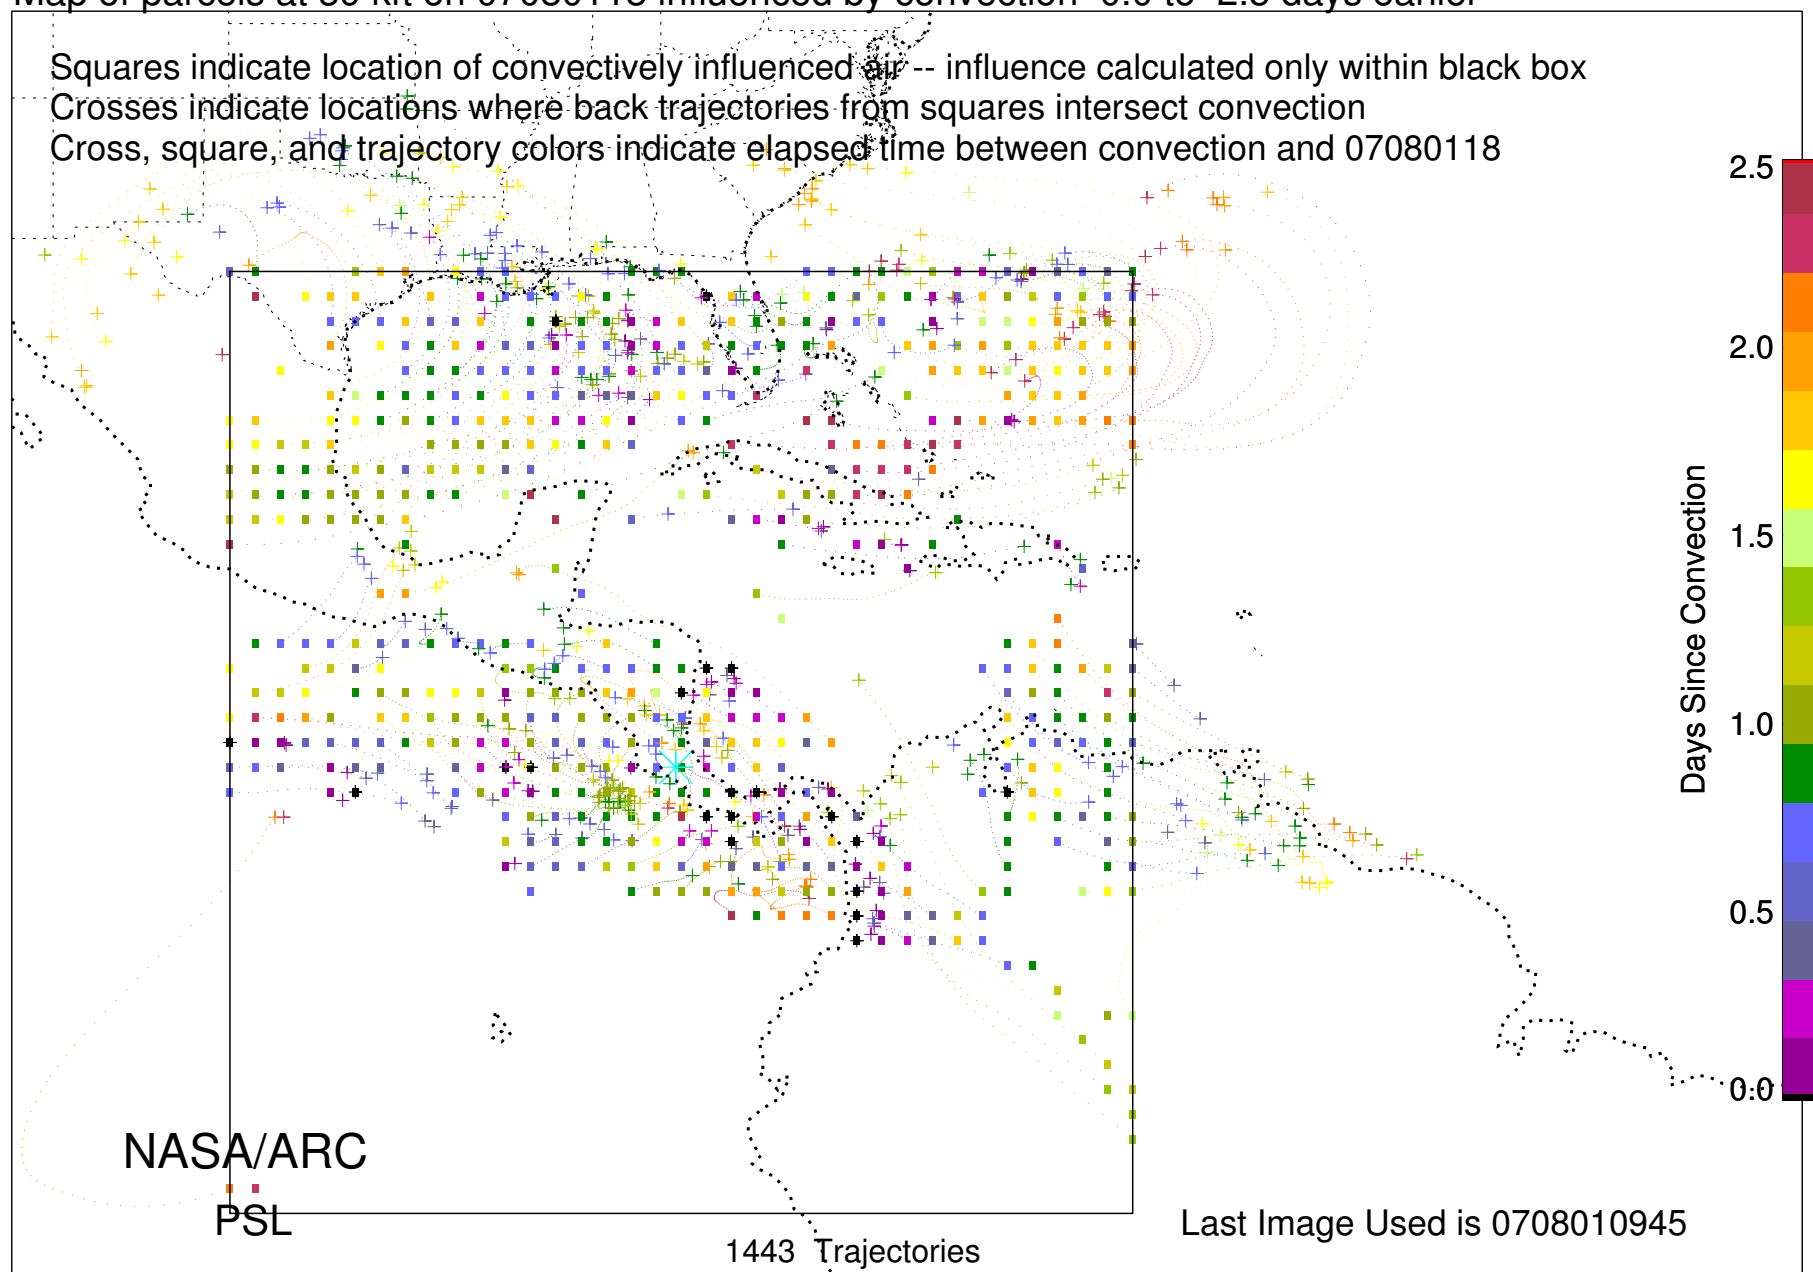 Squares indicate location of convectively influenced air -- influence calculated only within black box
Crosses indicate locations where back trajectories from squares intersect convection
Cross, square, and trajectory colors indicate elapsed time between convection and 07080118
2.5
2.0
1.5
1.0
0.5
0.0
Days Since Convection
NASA/ARC
PSL
1443 Trajectories
Last Image Used is 0708010945